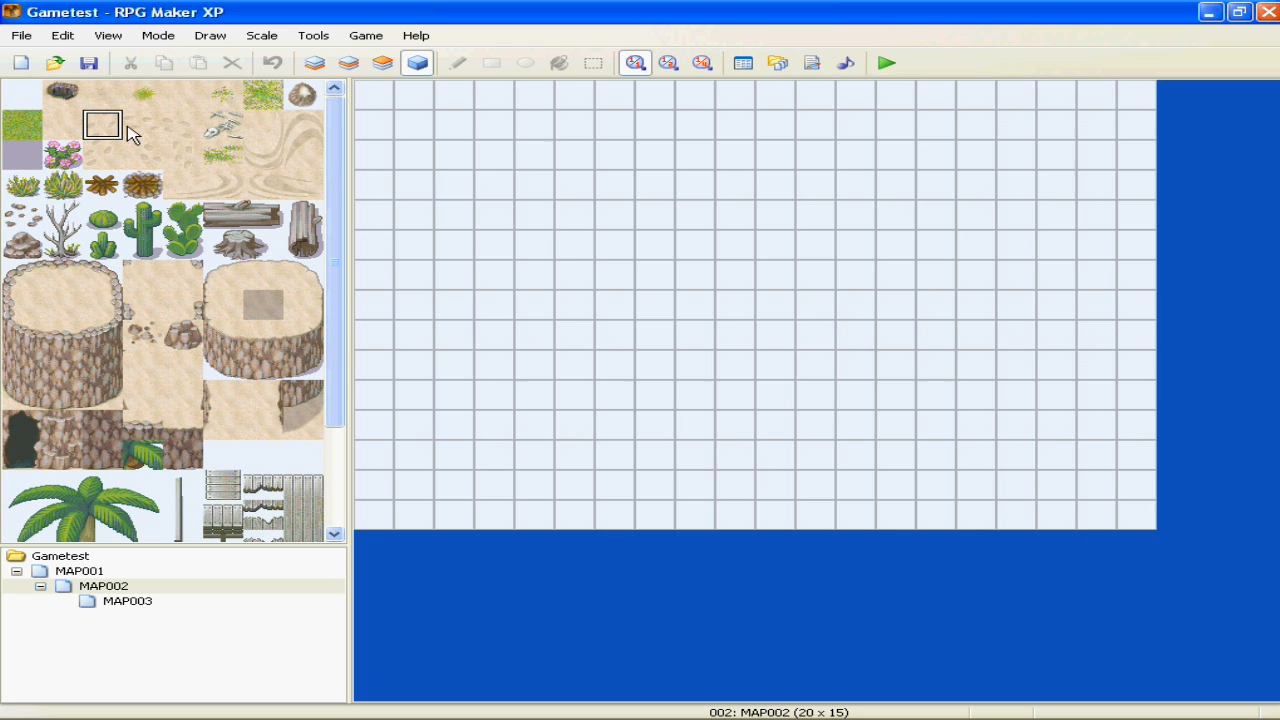 Gametest - RPG Maker XP
File Edit View Mode Draw Scale Tools Game Help
Gametest
MAP001
MAP002
MAP003
002: MAP002 (20 x 15)